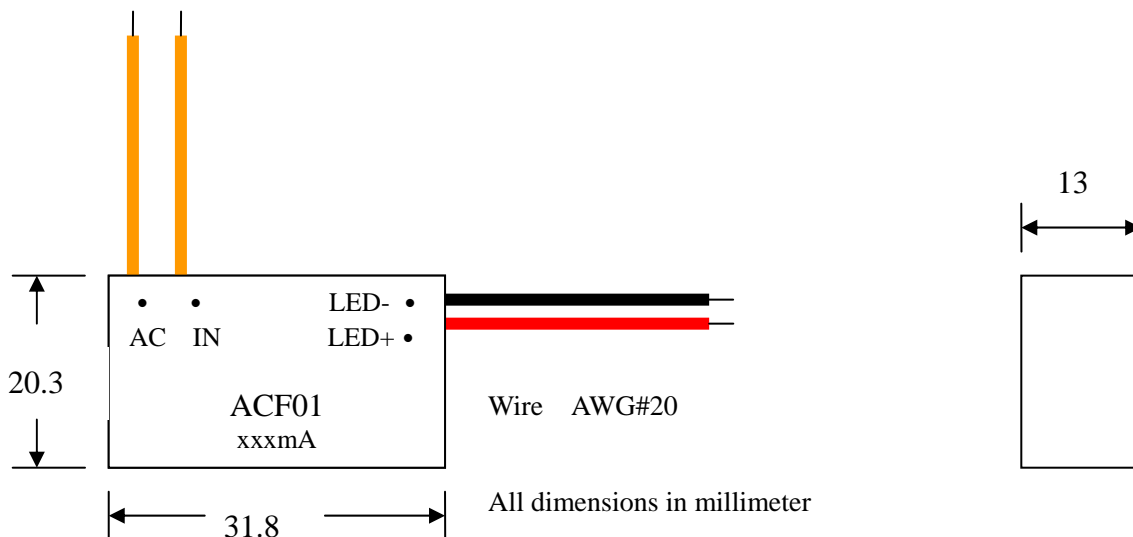 13
LED-
AC IN LED+
20.3
ACF01
xxxmA
Wire AWG#20
All dimensions in millimeter
31.8